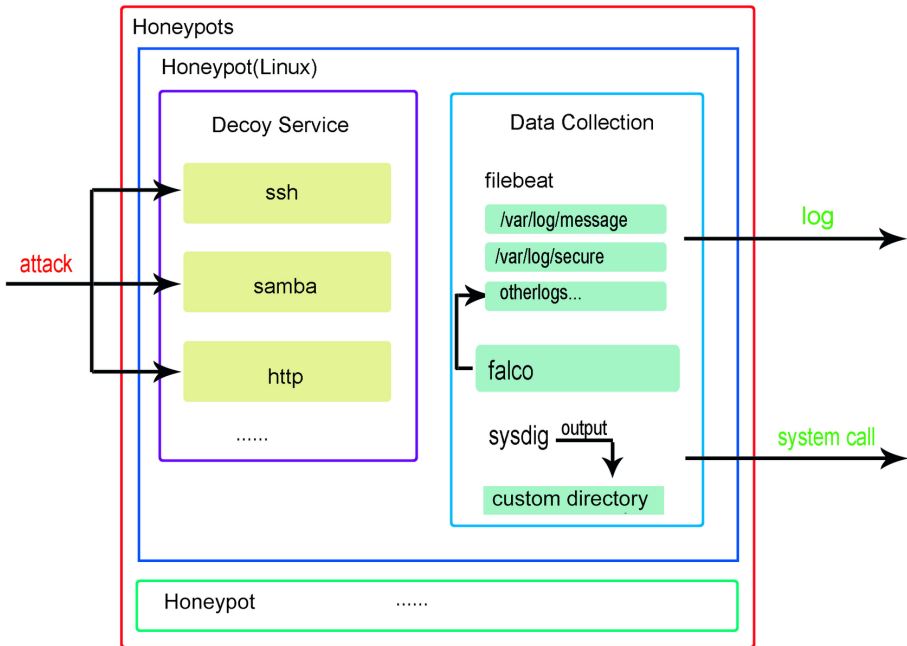 Honeypots
Honeypot(Linux)
Decoy Service
ssh
attack
samba
http
......
Data Collection
filebeat
/var/log/message
/var/log/secure
otherlogs...
falco
sysdig
output
custom directory
log
system call
Honeypot ......